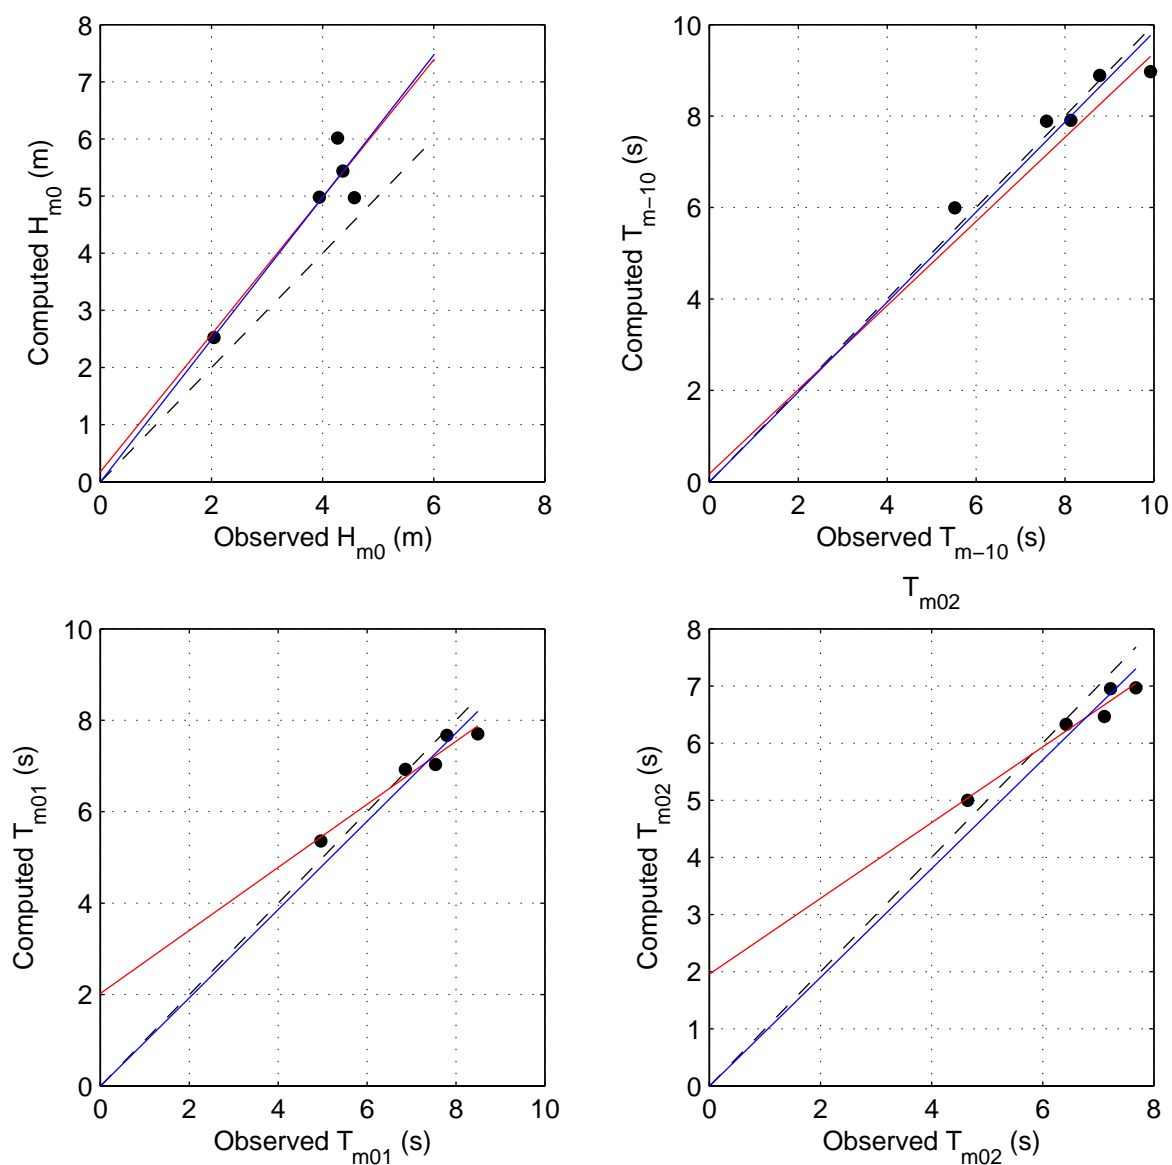 8
7
6
5
4
3
2
1
0
0 2 4 6 8
Computed H_m0 (m)
Observed H_m0 (m)
10
8
6
4
2
0
0 2 4 6 8 10
Computed T_m−10 (s)
Observed T_m−10 (s)
10
8
6
4
2
0
0 2 4 6 8 10
Computed T_m01 (s)
Observed T_m01 (s)
T_m02
8
7
6
5
4
3
2
1
0
0 2 4 6 8
Computed T_m02 (s)
Observed T_m02 (s)